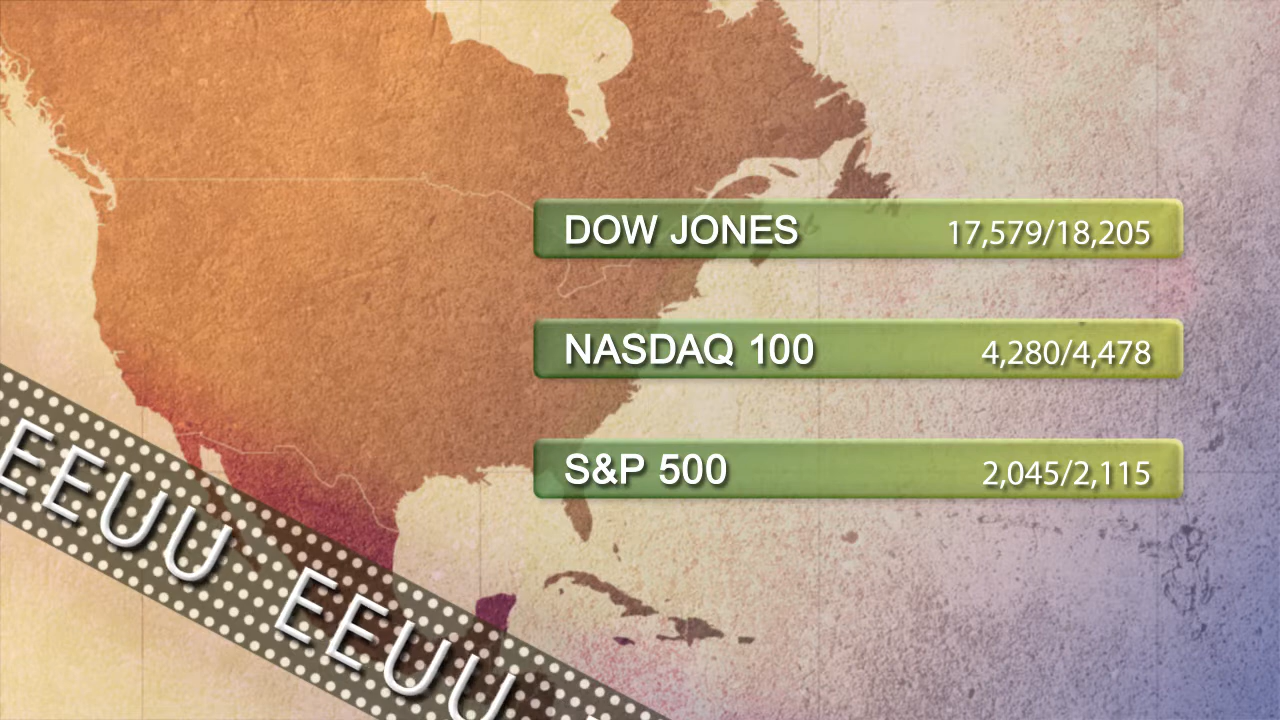 DOW JONES 17,579/18,205
NASDAQ 100 4,280/4,478
S&P 500 2,045/2,115
EEUU EEUU